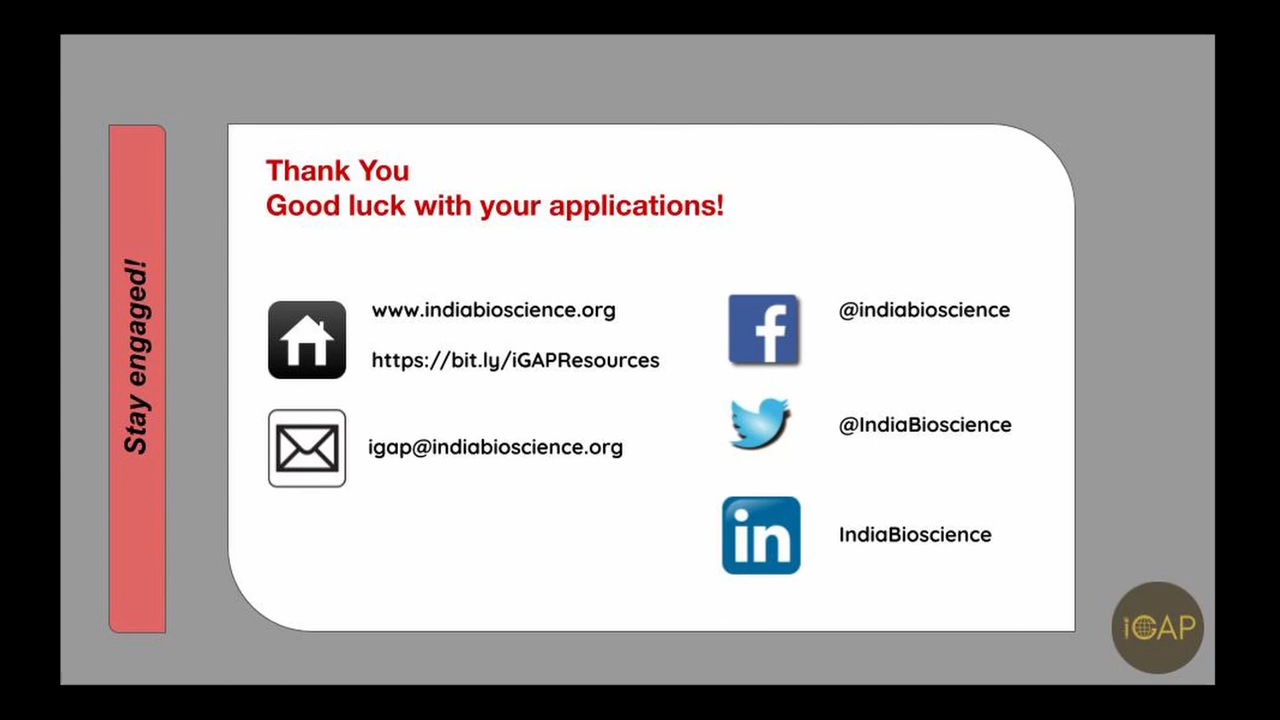 Stay engaged!
Thank You
Good luck with your applications!
www.indiabioscience.org
https://bit.ly/iGAPResources
igap@indiabioscience.org
@indiabioscience
@IndiaBioscience
in
IndiaBioscience
iGAP